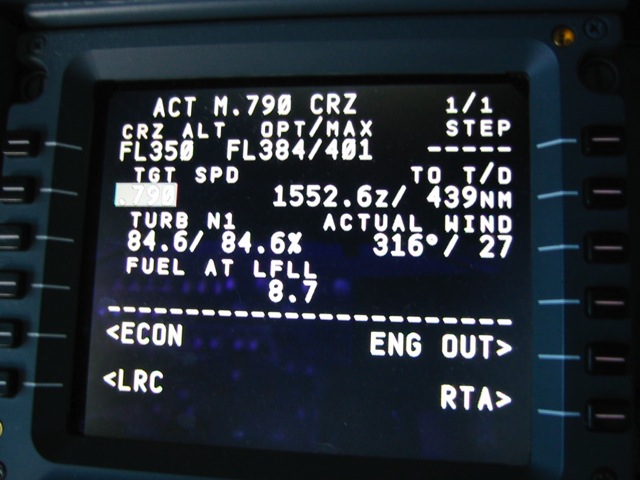 ACT M.790 CRZ 1/1
CRZ ALT OPT/MAX STEP
FL350 FL384/401 -----
TGT SPD TO T/D
.790 1552.6z/ 439NM
TURB N1 ACTUAL WIND
84.6/ 84.6% 316°/ 27
FUEL AT LFLL
8.7
------------------------
<ECON ENG OUT>
<LRC RTA>